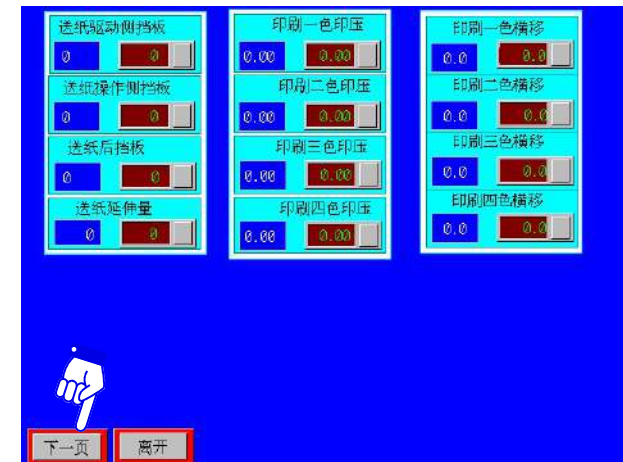 送纸驱动侧挡板
0 0
送纸操作侧挡板
0 0
送纸后挡板
0 0
送纸延伸量
0 0
印刷一色印压
0.00 0.00
印刷二色印压
0.00 0.00
印刷三色印压
0.00 0.00
印刷四色印压
0.00 0.00
印刷一色横移
0.0 0.0
印刷二色横移
0.0 0.0
印刷三色横移
0.0 0.0
印刷四色横移
0.0 0.0
下一页 离开